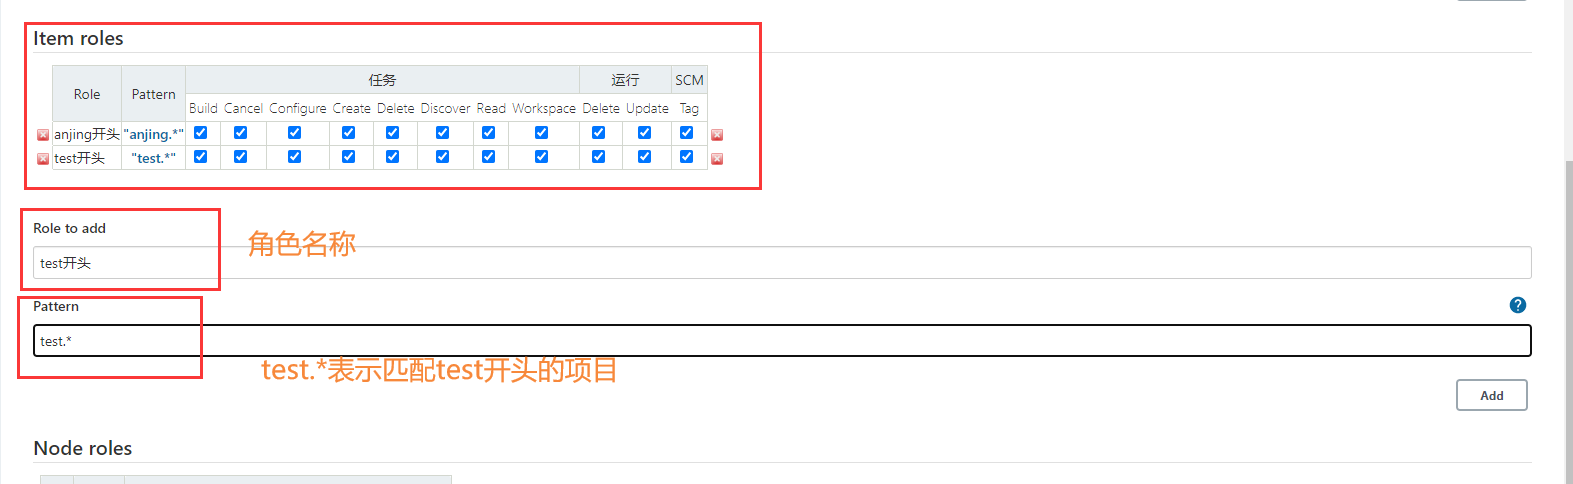 Item roles
Role Pattern 任务 运行 SCM
Build Cancel Configure Create Delete Discover Read Workspace Delete Update Tag
anjing开头 "anjing.*"
test开头 "test.*"
Role to add
角色名称
test开头
Pattern
test.*
test.*表示匹配test开头的项目
Add
Node roles